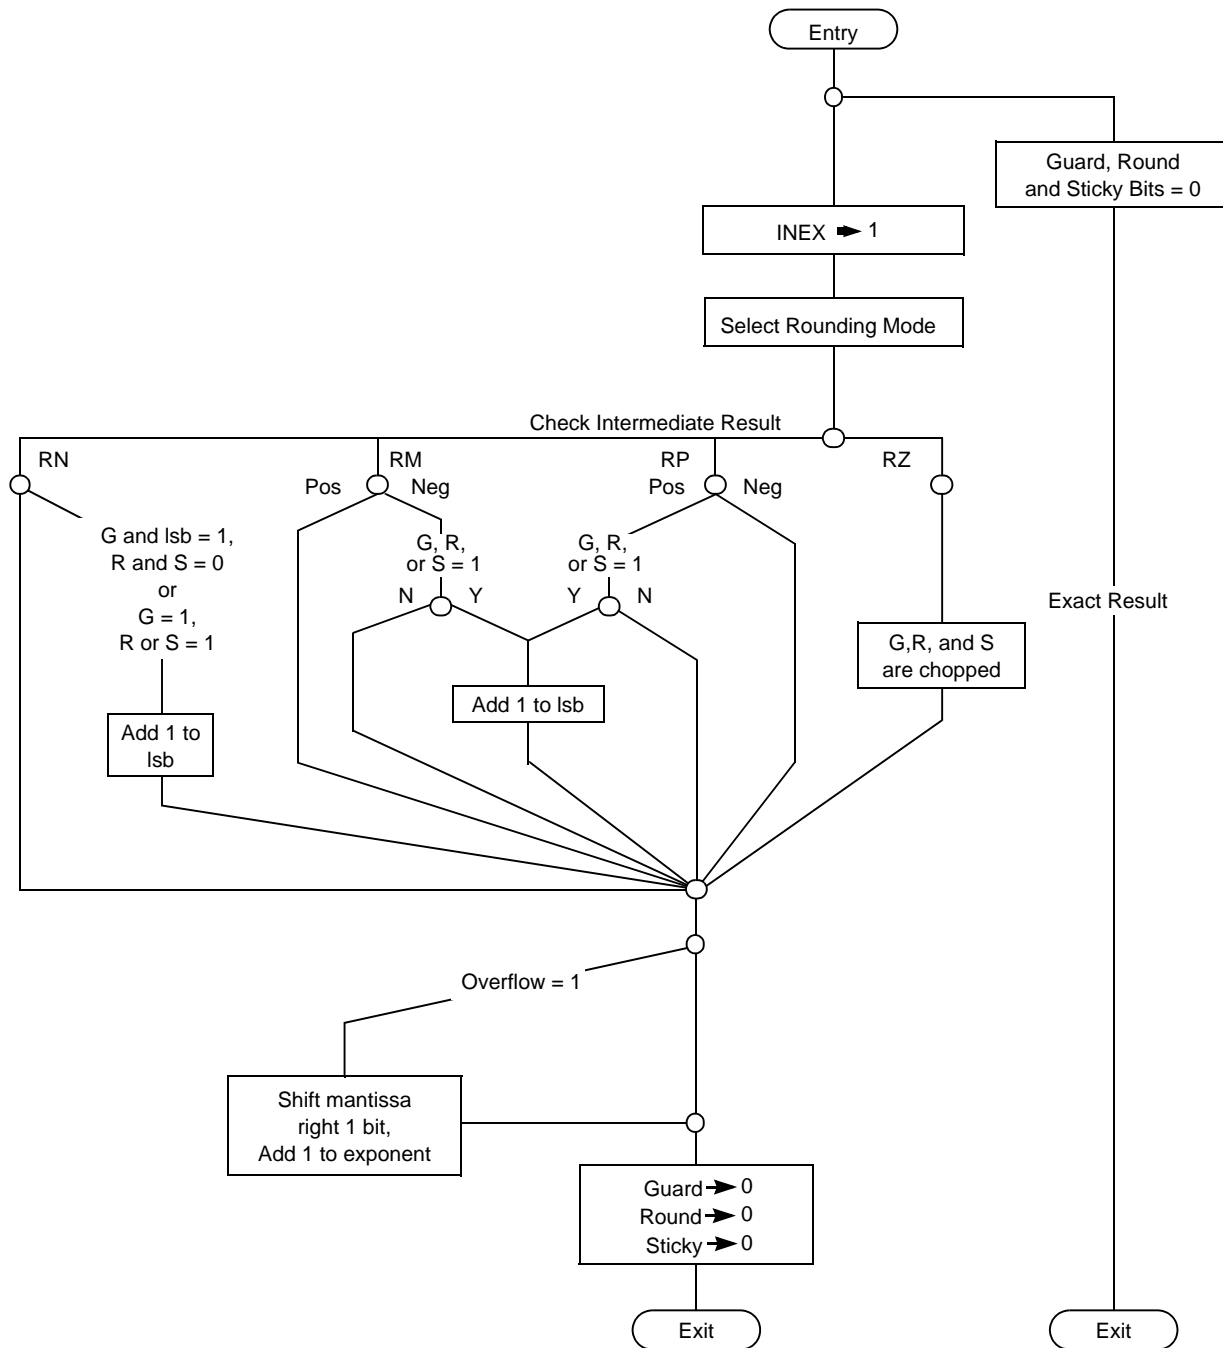 Entry
Guard, Round
and Sticky Bits = 0
INEX ➨ 1
Select Rounding Mode
Check Intermediate Result
RN
RM
RP
RZ
Pos
Neg
Pos
Neg
G and lsb = 1,
R and S = 0
or
G = 1,
R or S = 1
G, R,
or S = 1
G, R,
or S = 1
N
Y
Y
N
Exact Result
G,R, and S
are chopped
Add 1 to lsb
Add 1 to
lsb
Overflow = 1
Shift mantissa
right 1 bit,
Add 1 to exponent
Guard ➛ 0
Round ➛ 0
Sticky ➛ 0
Exit
Exit